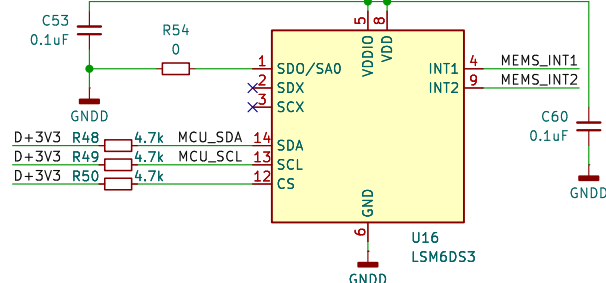 C53
0.1uF
R54
0
GNDD
1 SDO/SA0
2 SDX
3 SCX
5 VDDIO
8 VDD
INT1 4 MEMS_INT1
INT2 9 MEMS_INT2
C60
0.1uF
GNDD
D+3V3 R48 4.7k MCU_SDA 14 SDA
D+3V3 R49 4.7k MCU_SCL 13 SCL
D+3V3 R50 4.7k 12 CS
GND
6
U16
LSM6DS3
GNDD